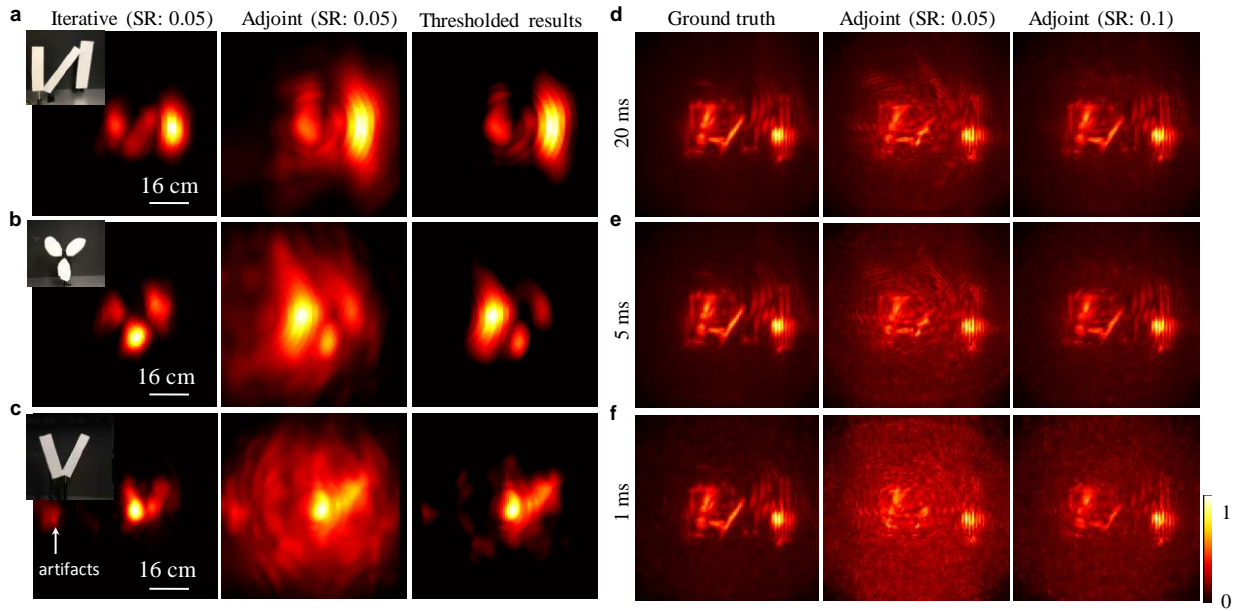 a Iterative (SR: 0.05) Adjoint (SR: 0.05) Thresholded results
16 cm
b
16 cm
c
artifacts
16 cm
d Ground truth Adjoint (SR: 0.05) Adjoint (SR: 0.1)
20 ms
e
5 ms
f
1 ms
1
0